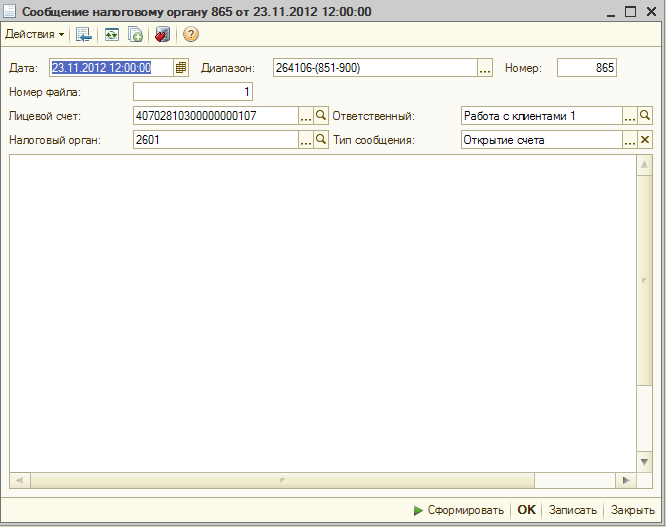 Сообщение налоговому органу 865 от 23.11.2012 12:00:00
Действия
Дата: 23.11.2012 12:00:00 Диапазон: 264106-(851-900) ... Номер: 865
Номер файла: 1
Лицевой счет: 40702810300000000107 ... Ответственный: Работа с клиентами 1 ...
Налоговый орган: 2601 ... Тип сообщения: Открытие счета ...
Сформировать OK Записать Закрыть